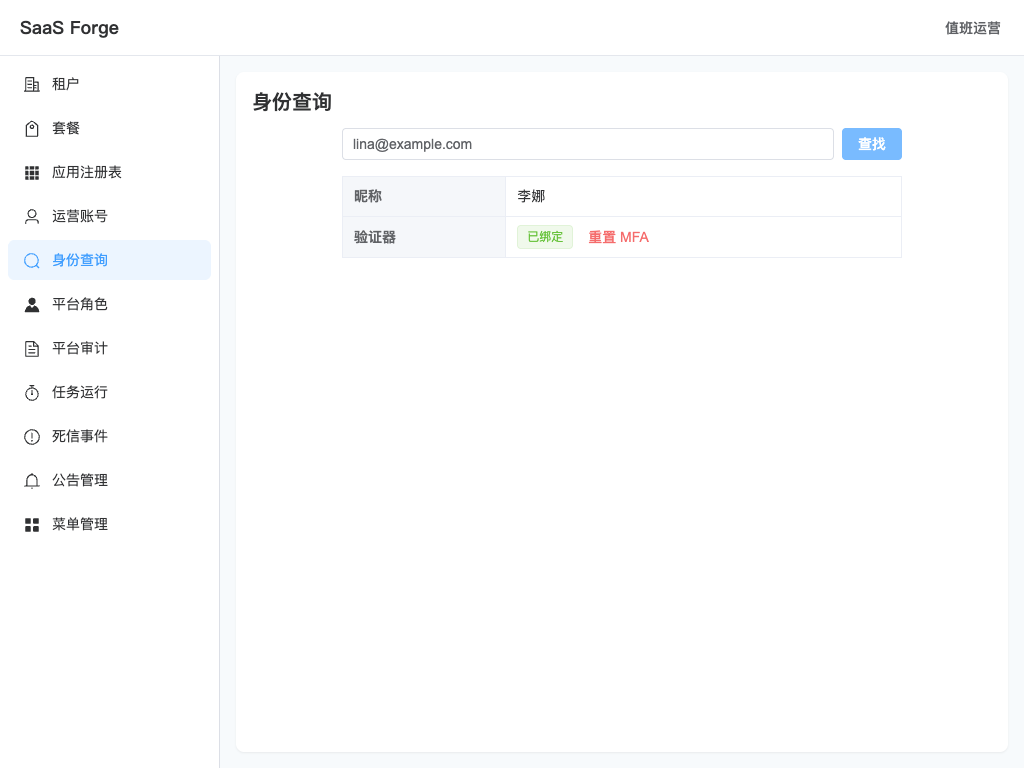 SaaS Forge
值班运营
租户
套餐
应用注册表
运营账号
身份查询
平台角色
平台审计
任务运行
死信事件
公告管理
菜单管理
身份查询
lina@example.com 查找
昵称 李娜
验证器 已绑定 重置 MFA